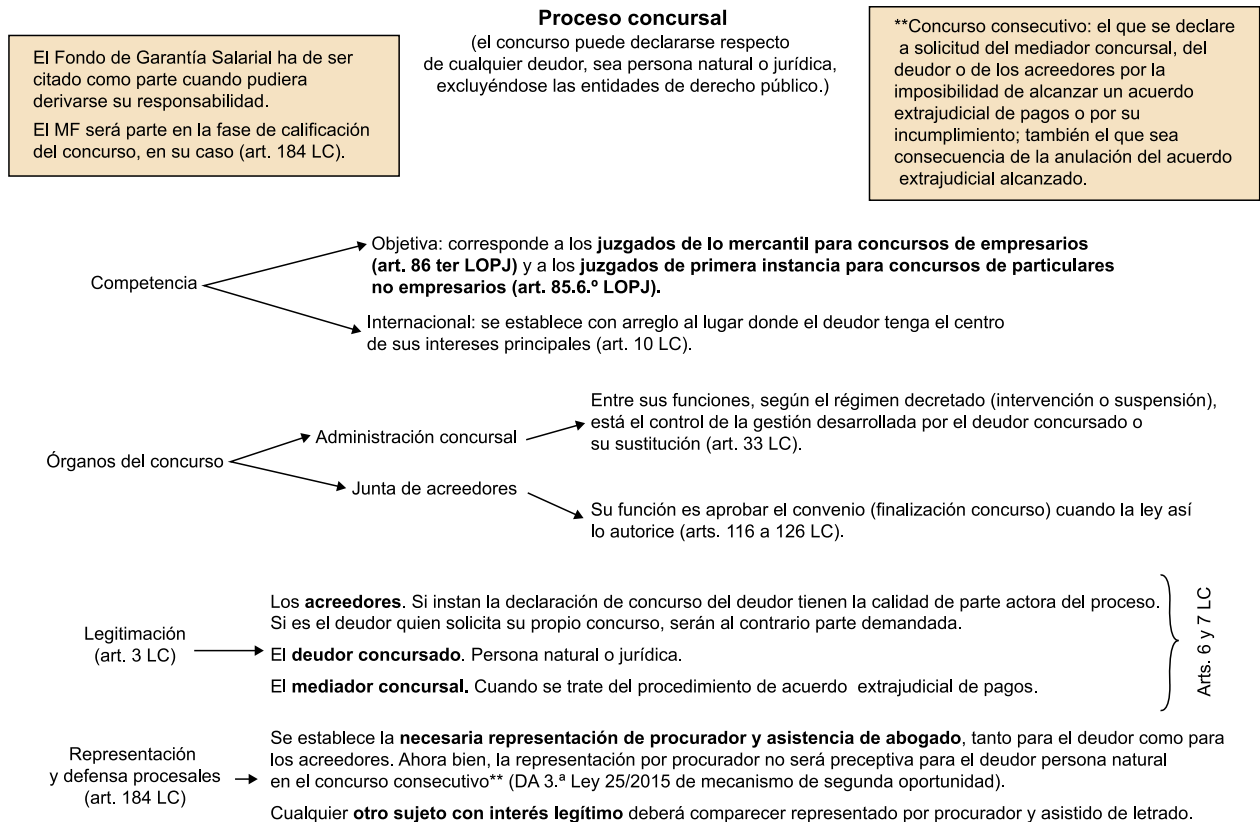 Proceso concursal
(el concurso puede declararse respecto
de cualquier deudor, sea persona natural o jurídica,
excluyéndose las entidades de derecho público.)
El Fondo de Garantía Salarial ha de ser
citado como parte cuando pudiera
derivarse su responsabilidad.
El MF será parte en la fase de calificación
del concurso, en su caso (art. 184 LC).
**Concurso consecutivo: el que se declare
a solicitud del mediador concursal, del
deudor o de los acreedores por la
imposibilidad de alcanzar un acuerdo
extrajudicial de pagos o por su
incumplimiento; también el que sea
consecuencia de la anulación del acuerdo
extrajudicial alcanzado.
Competencia
Objetiva: corresponde a los juzgados de lo mercantil para concursos de empresarios
(art. 86 ter LOPJ) y a los juzgados de primera instancia para concursos de particulares
no empresarios (art. 85.6.º LOPJ).
Internacional: se establece con arreglo al lugar donde el deudor tenga el centro
de sus intereses principales (art. 10 LC).
Órganos del concurso
Administración concursal
Entre sus funciones, según el régimen decretado (intervención o suspensión),
está el control de la gestión desarrollada por el deudor concursado o
su sustitución (art. 33 LC).
Junta de acreedores
Su función es aprobar el convenio (finalización concurso) cuando la ley así
lo autorice (arts. 116 a 126 LC).
Legitimación
(art. 3 LC)
Los acreedores. Si instan la declaración de concurso del deudor tienen la calidad de parte actora del proceso.
Si es el deudor quien solicita su propio concurso, serán al contrario parte demandada.
El deudor concursado. Persona natural o jurídica.
El mediador concursal. Cuando se trate del procedimiento de acuerdo extrajudicial de pagos.
Arts. 6 y 7 LC
Representación
y defensa procesales
(art. 184 LC)
Se establece la necesaria representación de procurador y asistencia de abogado, tanto para el deudor como para
los acreedores. Ahora bien, la representación por procurador no será preceptiva para el deudor persona natural
en el concurso consecutivo** (DA 3.ª Ley 25/2015 de mecanismo de segunda oportunidad).
Cualquier otro sujeto con interés legítimo deberá comparecer representado por procurador y asistido de letrado.